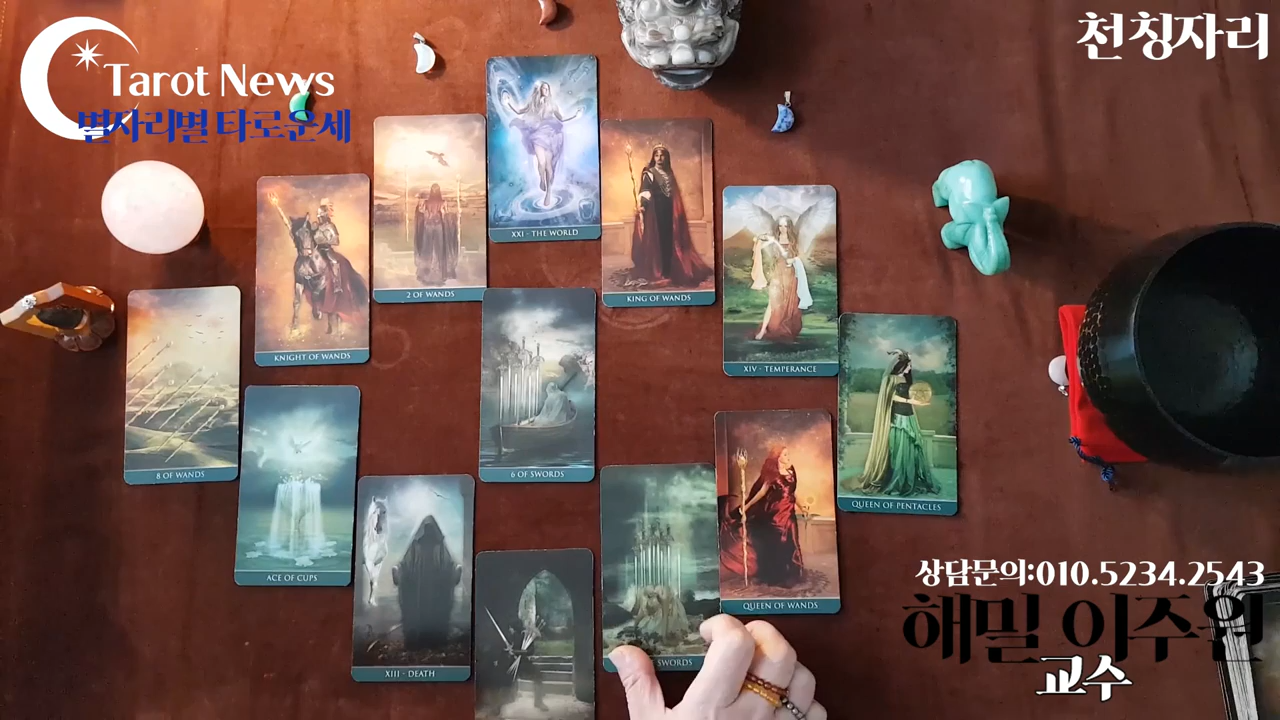 천칭자리
Tarot News
별자리별 타로운세
XXI - THE WORLD
2 OF WANDS
KING OF WANDS
KNIGHT OF WANDS
XIV - TEMPERANCE
8 OF WANDS
6 OF SWORDS
QUEEN OF PENTACLES
ACE OF CUPS
QUEEN OF WANDS
SWORDS
XIII - DEATH
상담문의:010.5234.2543
해밀 이주원
교수